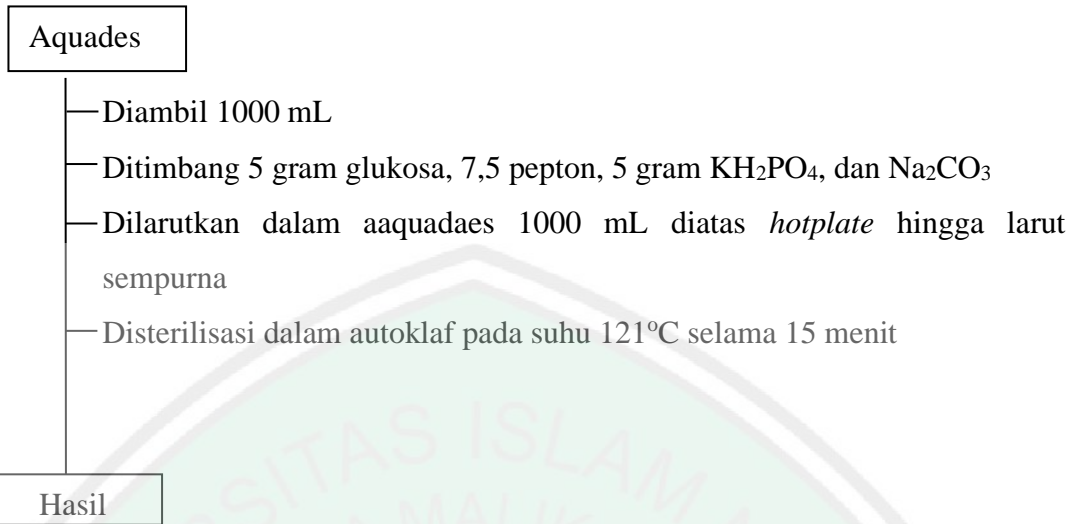 Aquades
Diambil 1000 mL
Ditimbang 5 gram glukosa, 7,5 pepton, 5 gram KH₂PO₄, dan Na₂CO₃
Dilarutkan dalam aaquadaes 1000 mL diatas hotplate hingga larut
sempurna
Disterilisasi dalam autoklaf pada suhu 121°C selama 15 menit
Hasil